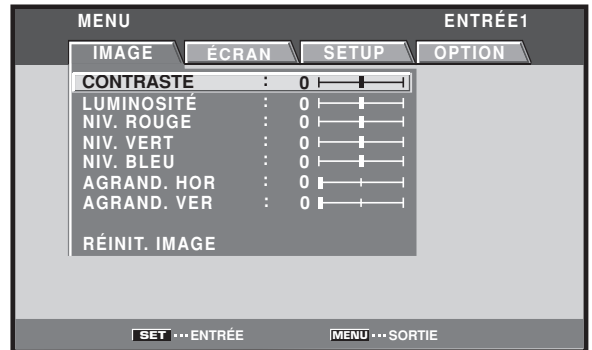 MENU ENTRÉE1
IMAGE ÉCRAN SETUP OPTION
CONTRASTE : 0
LUMINOSITÉ : 0
NIV. ROUGE : 0
NIV. VERT : 0
NIV. BLEU : 0
AGRAND. HOR : 0
AGRAND. VER : 0
RÉINIT. IMAGE
SET ··· ENTRÉE MENU ··· SORTIE